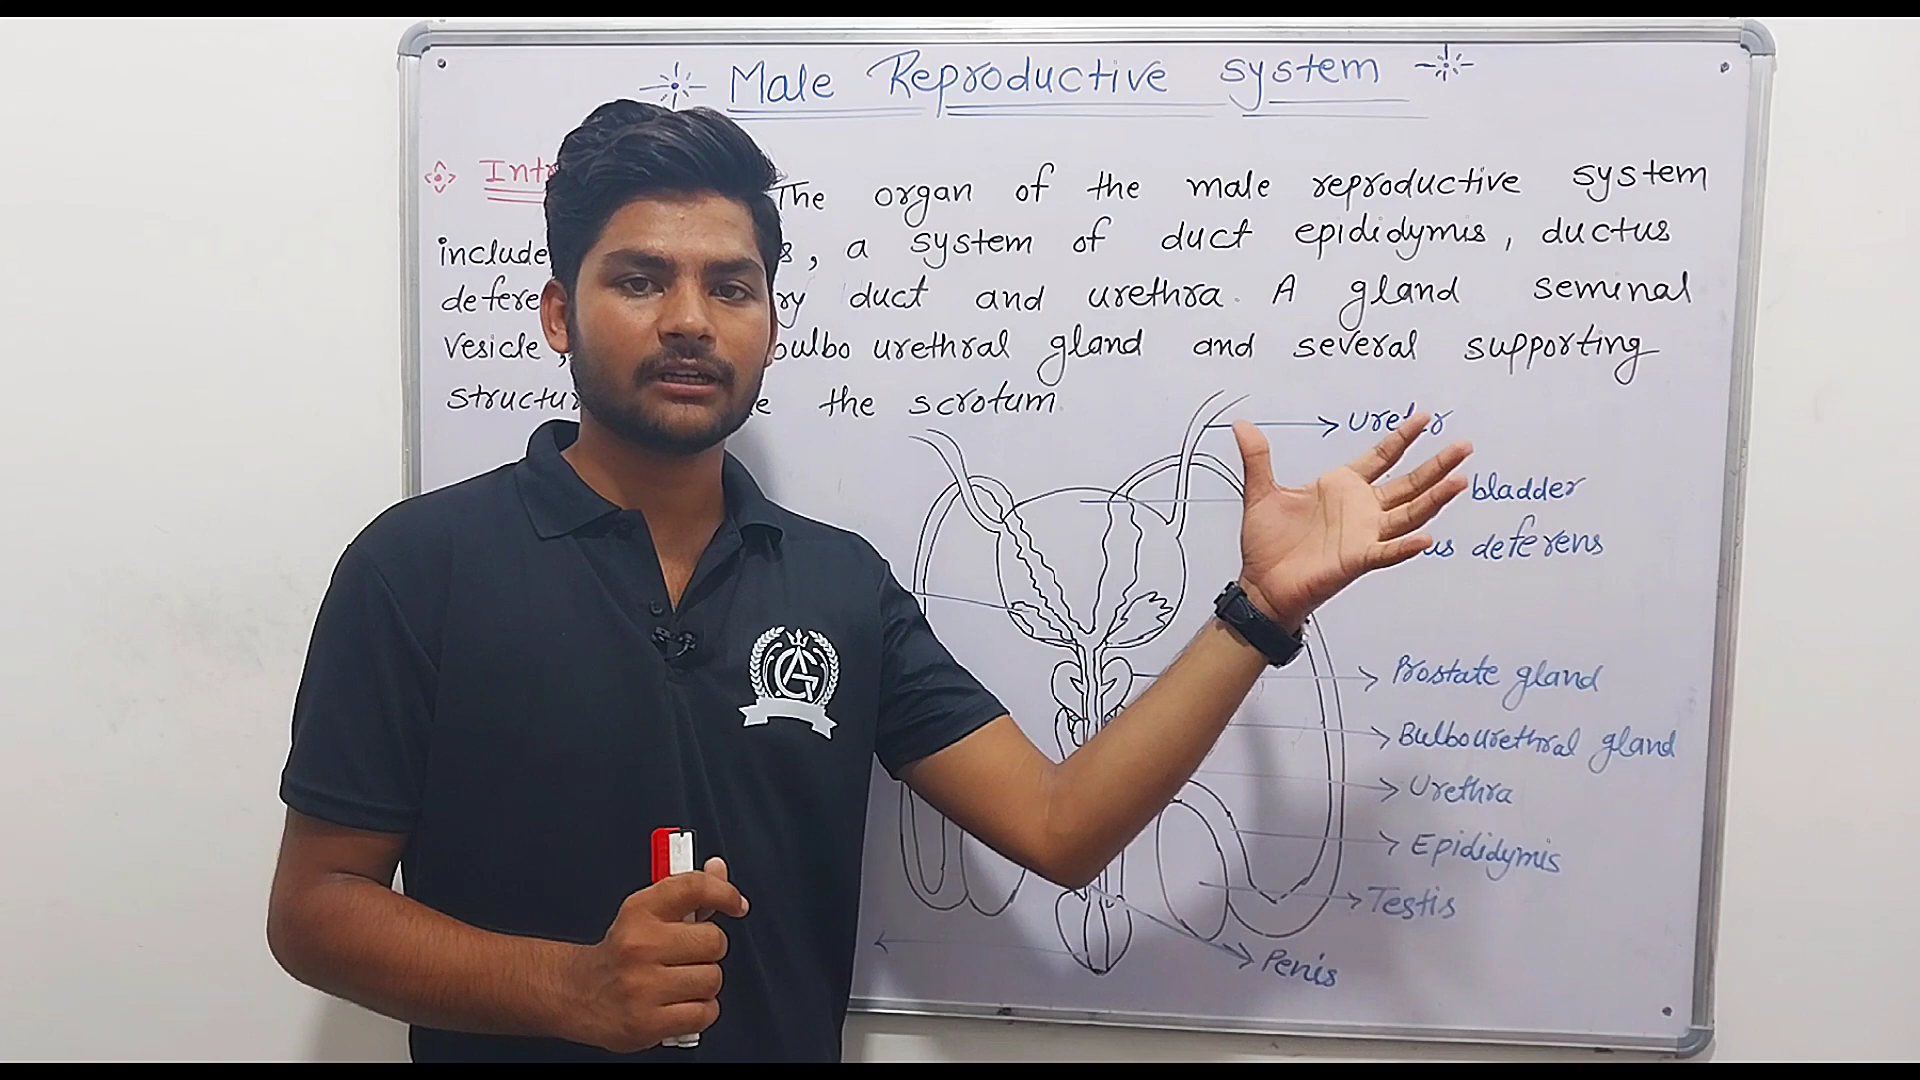 Male Reproductive system
The organ of the male reproductive system
include , a system of duct epididymis, ductus
duct and urethra. A gland seminal
vesicle, bulbo urethral gland and several supporting
the scrotum
Ureter
bladder
deferens
Prostate gland
Bulbourethral gland
Urethra
Epididymis
Testis
Penis